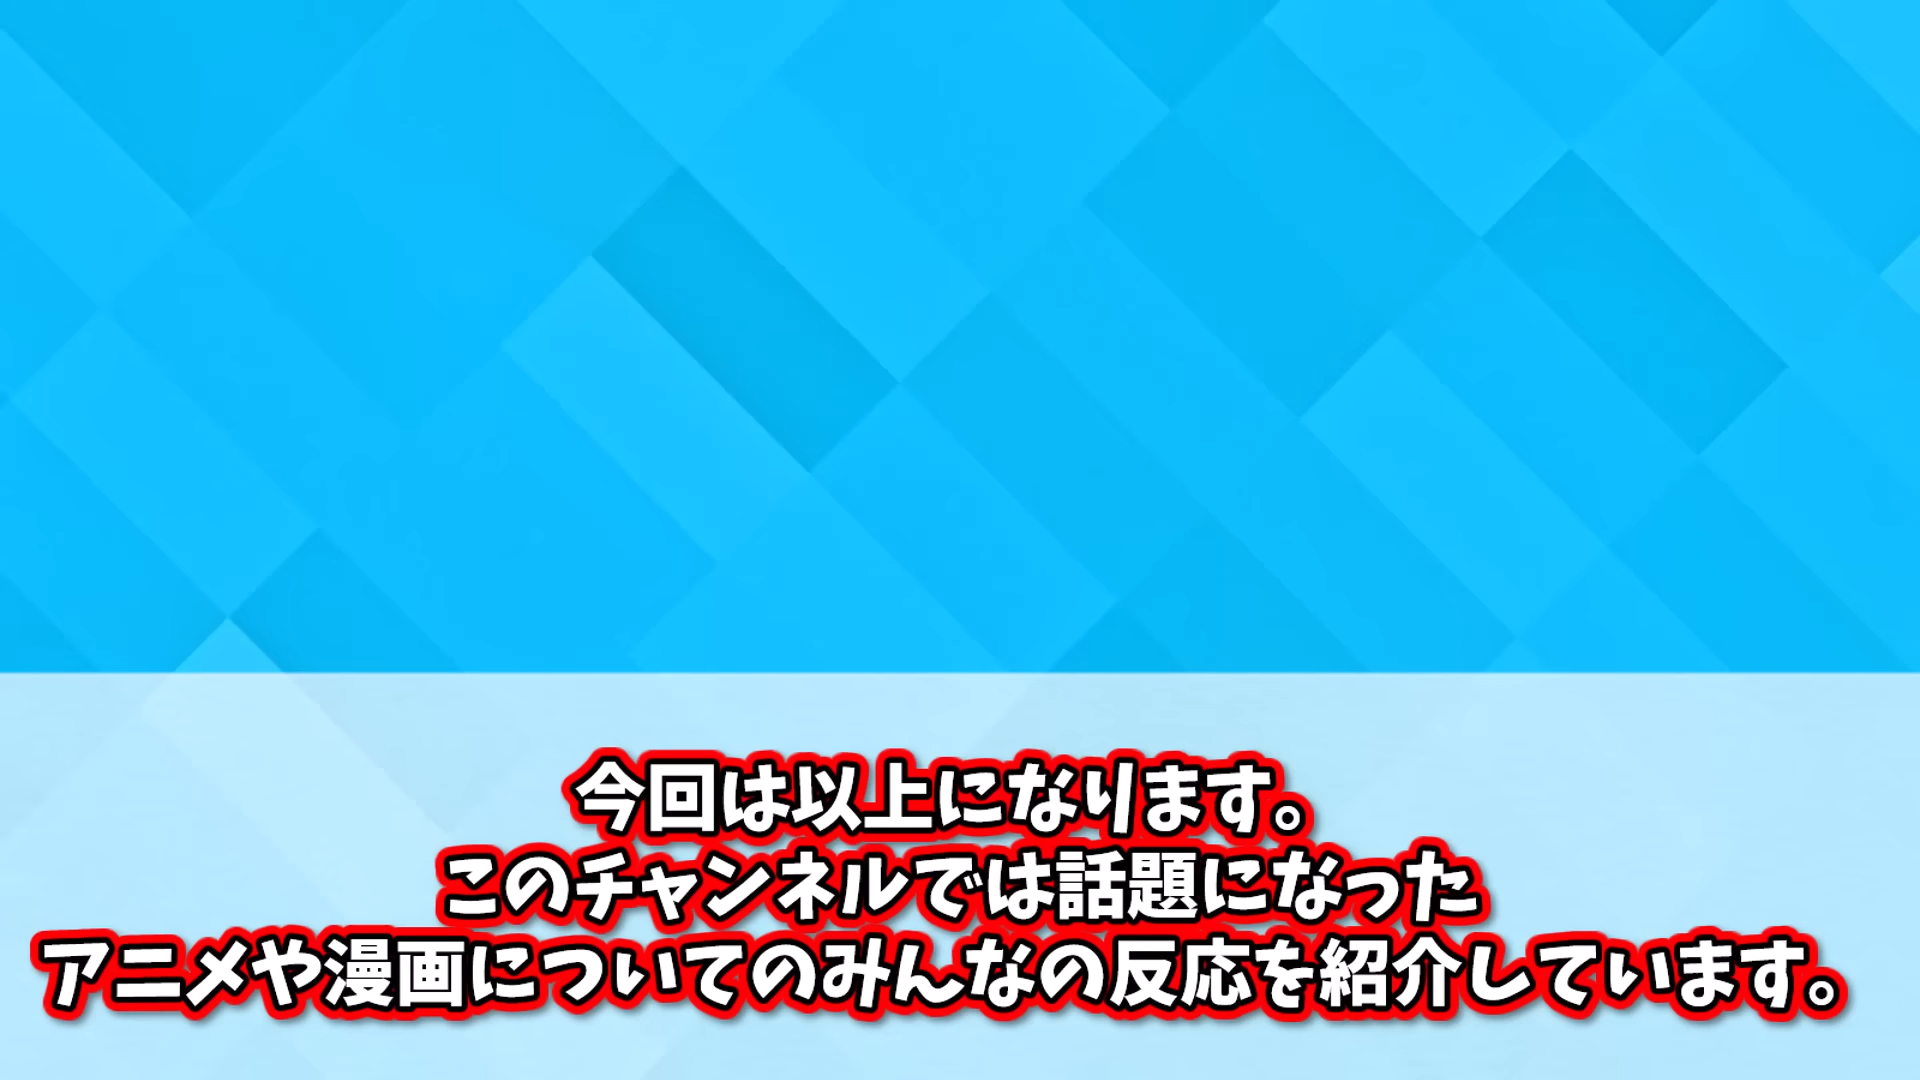 今回は以上になります。
このチャンネルでは話題になった
アニメや漫画についてのみんなの反応を紹介しています。